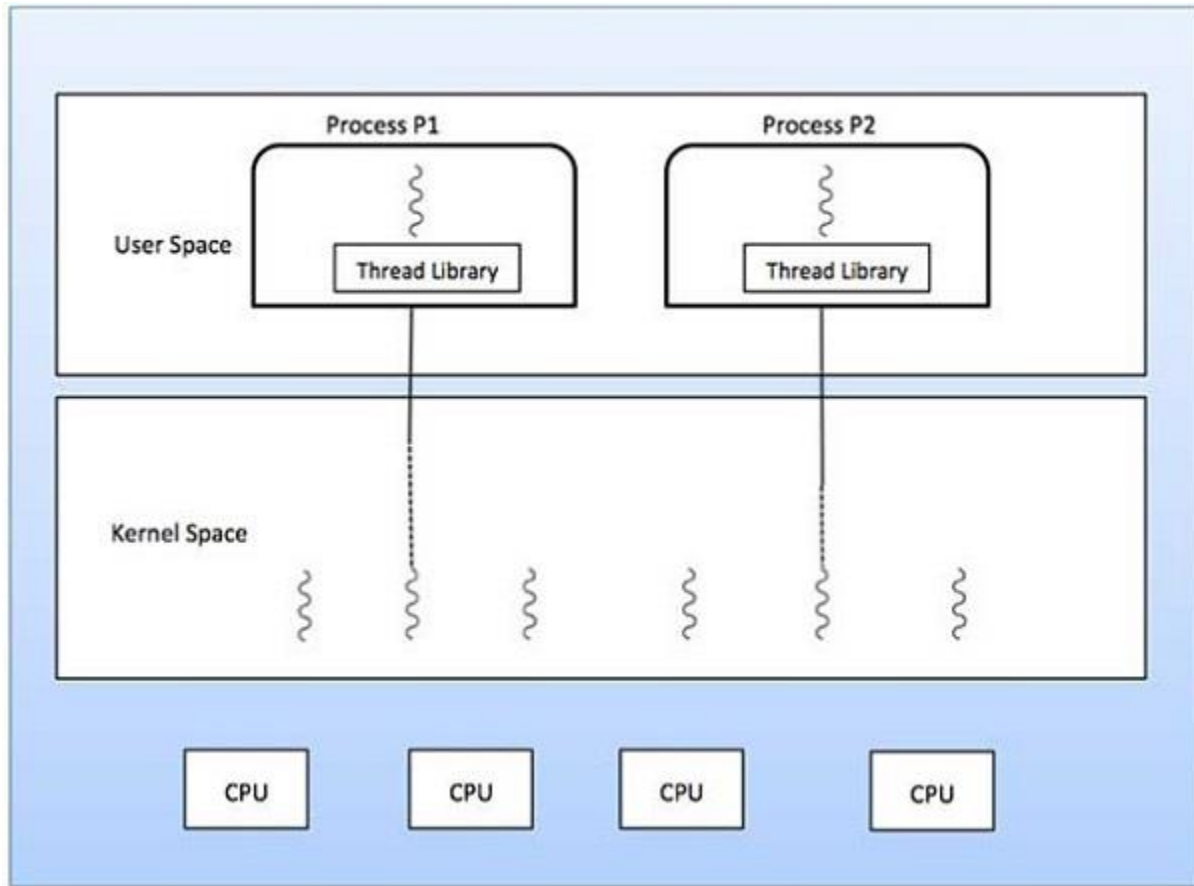 Process P1
Process P2
User Space
Thread Library
Thread Library
Kernel Space
CPU
CPU
CPU
CPU